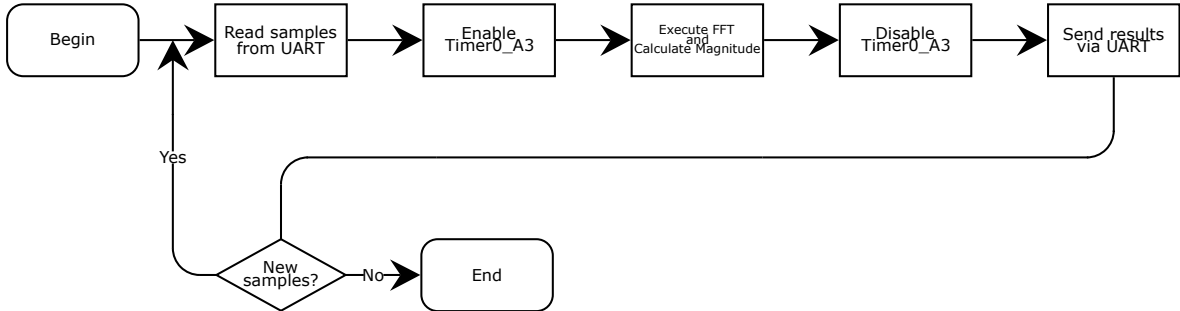 Begin
Read samples
from UART
Enable
Timer0_A3
Execute FFT
and
Calculate Magnitude
Disable
Timer0_A3
Send results
via UART
Yes
New
samples?
No
End